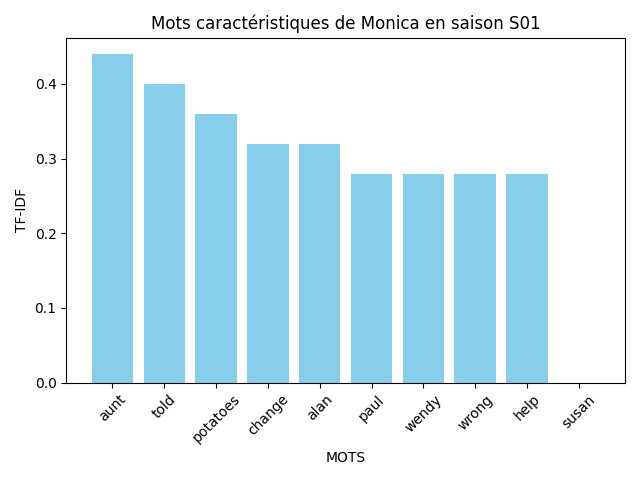 Mots caractéristiques de Monica en saison S01
TF-IDF
0.4
0.3
0.2
0.1
0.0
aunt
told
potatoes
change
alan
paul
wendy
wrong
help
susan
MOTS